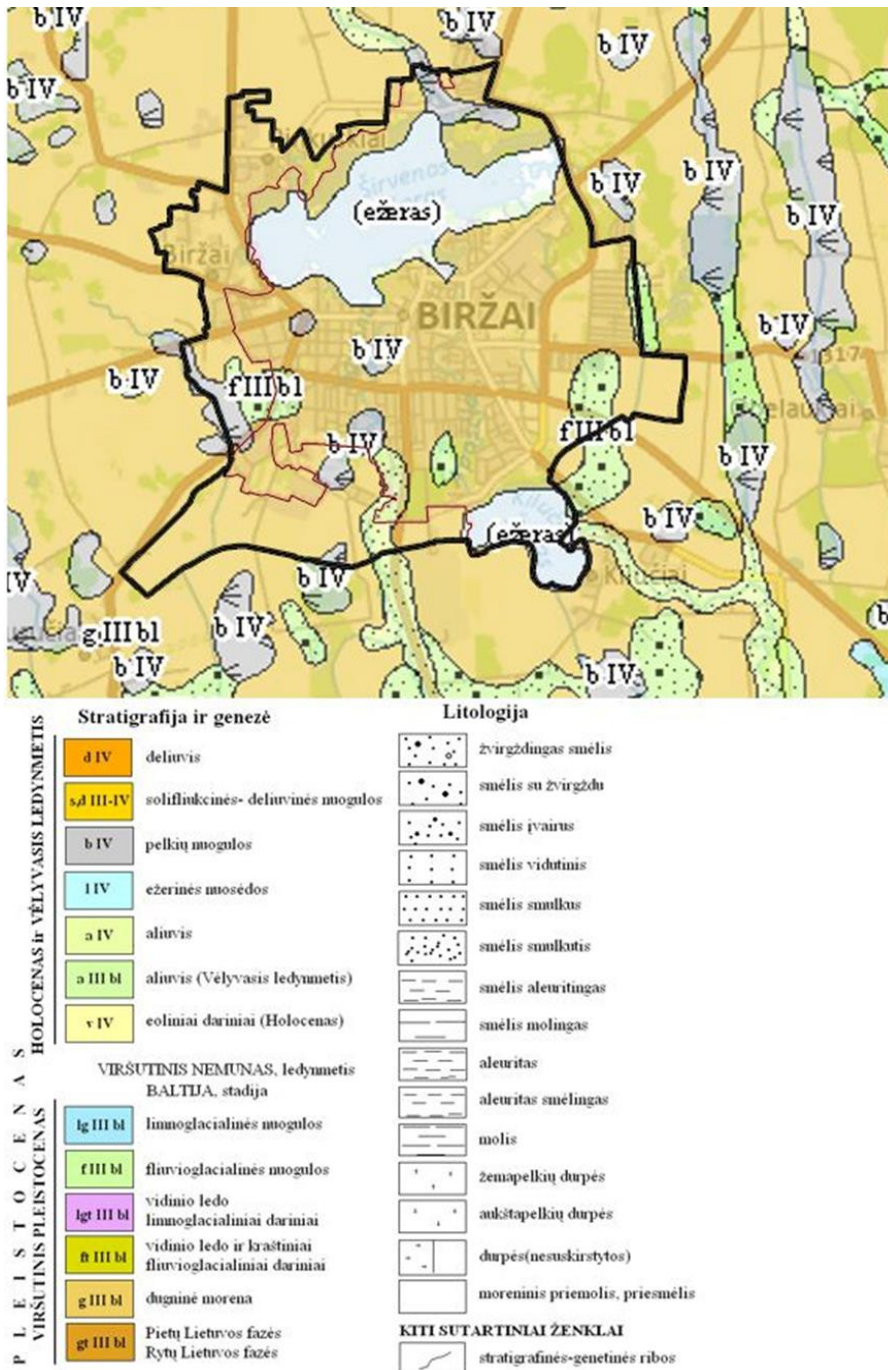 b IV
b IV
b IV
b IV
b IV
Širvenos
ežeras
(ežeras)
b IV
b IV
b IV
Biržai
BIRŽAI
b IV
b IV
1317
b IV
f III bl
b IV
f III bl
b IV
b IV
(ežeras)
Kilučiai
b IV
IV
g III bl
b IV
b IV
b IV
b
Stratigrafija ir genezė
HOLOCENAS ir VĖLYVASIS LEDYNMETIS
d IV deliuvis
s,d III-IV solifliukcinės- deliuvinės nuogulos
b IV pelkių nuogulos
l IV ežerinės nuosėdos
a IV aliuvis
a III bl aliuvis (Vėlyvasis ledynmetis)
v IV eoliniai dariniai (Holocenas)
PLEISTOCENAS
VIRŠUTINIS PLEISTOCENAS
VIRŠUTINIS NEMUNAS, ledynmetis
BALTIJA, stadija
lg III bl limnoglacialinės nuogulos
f III bl fliuvioglacialinės nuogulos
lgt III bl vidinio ledo
limnoglacialiniai dariniai
ft III bl vidinio ledo ir kraštiniai
fliuvioglacialiniai dariniai
g III bl dugninė morena
gt III bl Pietų Lietuvos fazės
Rytų Lietuvos fazės
Litologija
žvirgždingas smėlis
smėlis su žvirgždu
smėlis įvairus
smėlis vidutinis
smėlis smulkus
smėlis smulkutis
smėlis aleuritingas
smėlis molingas
aleuritas
aleuritas smėlingas
molis
žemapelkių durpės
aukštapelkių durpės
durpės(nesuskirstytos)
moreninis priemolis, priesmėlis
KITI SUTARTINIAI ŽENKLAI
stratigrafinės-genetinės ribos